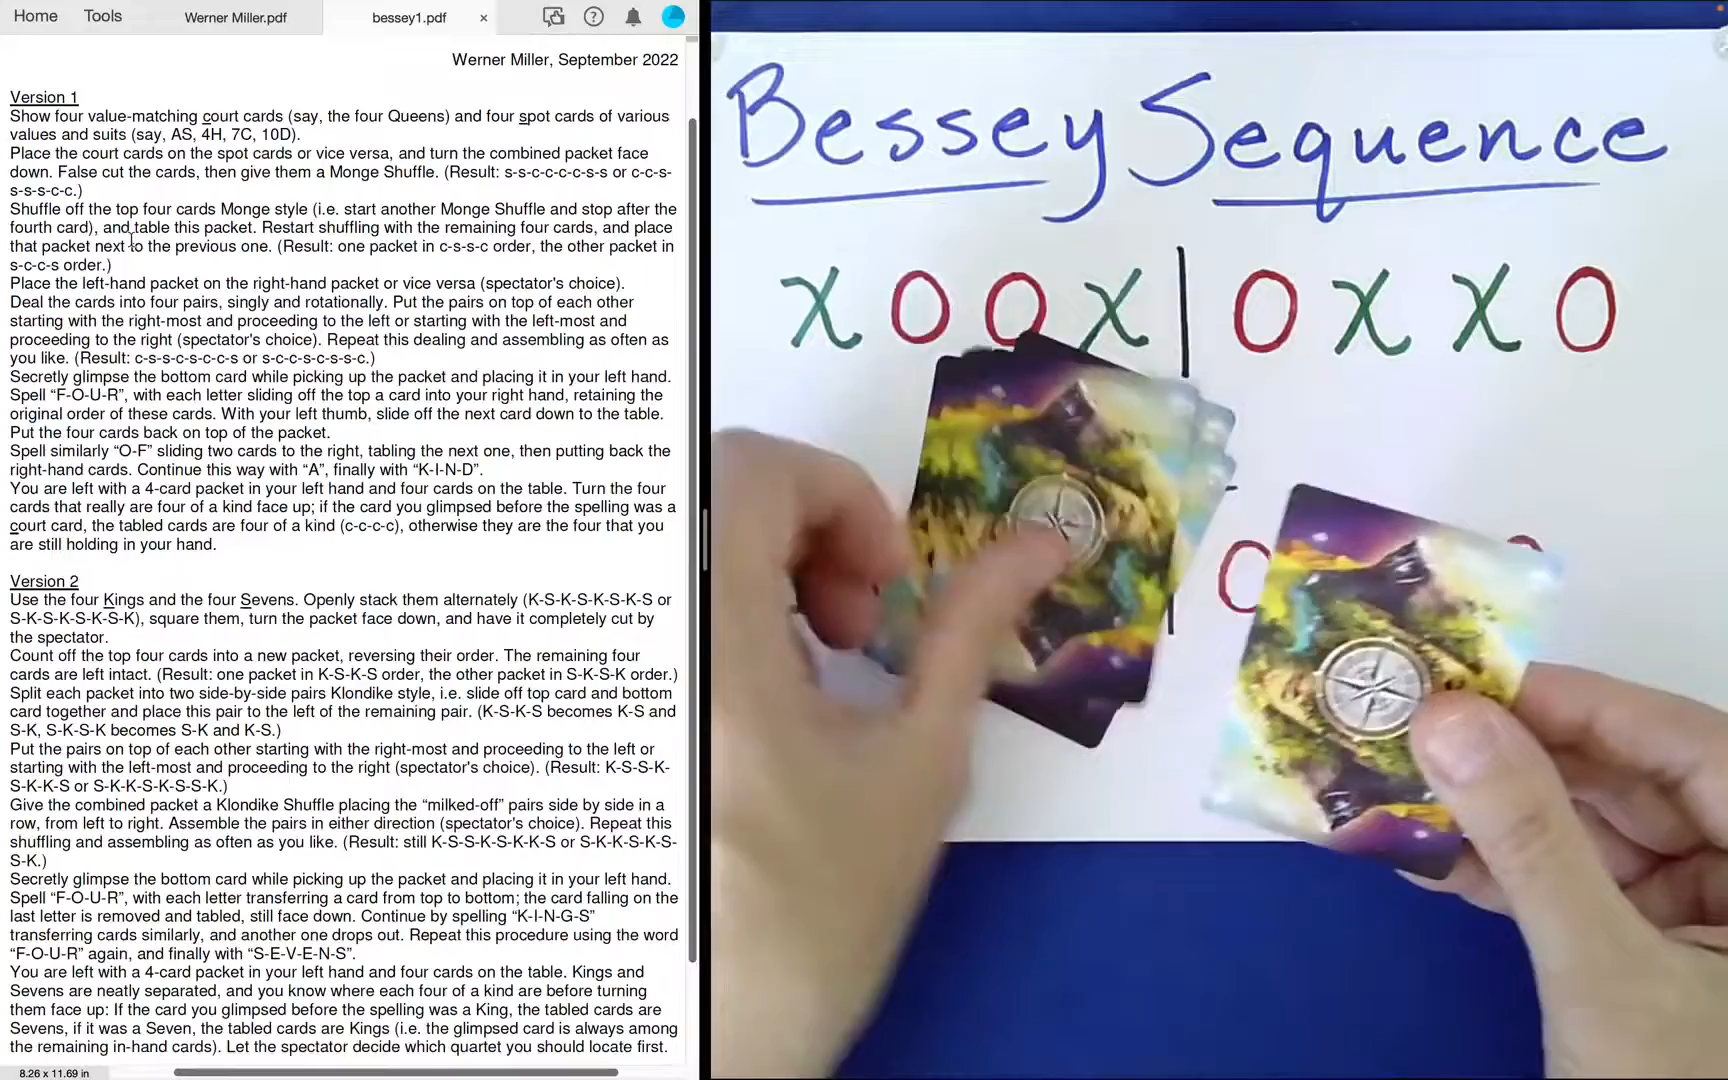 Home Tools Werner Miller.pdf bessey1.pdf ×
Werner Miller, September 2022
Version 1
Show four value-matching court cards (say, the four Queens) and four spot cards of various
values and suits (say, AS, 4H, 7C, 10D).
Place the court cards on the spot cards or vice versa, and turn the combined packet face
down. False cut the cards, then give them a Monge Shuffle. (Result: s-s-c-c-c-c-s-s or c-c-s-
s-s-s-c-c.)
Shuffle off the top four cards Monge style (i.e. start another Monge Shuffle and stop after the
fourth card), and table this packet. Restart shuffling with the remaining four cards, and place
that packet next to the previous one. (Result: one packet in c-s-s-c order, the other packet in
s-c-c-s order.)
Place the left-hand packet on the right-hand packet or vice versa (spectator's choice).
Deal the cards into four pairs, singly and rotationally. Put the pairs on top of each other
starting with the right-most and proceeding to the left or starting with the left-most and
proceeding to the right (spectator's choice). Repeat this dealing and assembling as often as
you like. (Result: c-s-s-c-s-c-c-s or s-c-c-s-c-s-s-c.)
Secretly glimpse the bottom card while picking up the packet and placing it in your left hand.
Spell “F-O-U-R”, with each letter sliding off the top a card into your right hand, retaining the
original order of these cards. With your left thumb, slide off the next card down to the table.
Put the four cards back on top of the packet.
Spell similarly “O-F” sliding two cards to the right, tabling the next one, then putting back the
right-hand cards. Continue this way with “A”, finally with “K-I-N-D”.
You are left with a 4-card packet in your left hand and four cards on the table. Turn the four
cards that really are four of a kind face up; if the card you glimpsed before the spelling was a
court card, the tabled cards are four of a kind (c-c-c-c), otherwise they are the four that you
are still holding in your hand.
Version 2
Use the four Kings and the four Sevens. Openly stack them alternately (K-S-K-S-K-S-K-S or
S-K-S-K-S-K-S-K), square them, turn the packet face down, and have it completely cut by
the spectator.
Count off the top four cards into a new packet, reversing their order. The remaining four
cards are left intact. (Result: one packet in K-S-K-S order, the other packet in S-K-S-K order.)
Split each packet into two side-by-side pairs Klondike style, i.e. slide off top card and bottom
card together and place this pair to the left of the remaining pair. (K-S-K-S becomes K-S and
S-K, S-K-S-K becomes S-K and K-S.)
Put the pairs on top of each other starting with the right-most and proceeding to the left or
starting with the left-most and proceeding to the right (spectator's choice). (Result: K-S-S-K-
S-K-K-S or S-K-K-S-K-S-S-K.)
Give the combined packet a Klondike Shuffle placing the “milked-off” pairs side by side in a
row, from left to right. Assemble the pairs in either direction (spectator's choice). Repeat this
shuffling and assembling as often as you like. (Result: still K-S-S-K-S-K-K-S or S-K-K-S-K-S-
S-K.)
Secretly glimpse the bottom card while picking up the packet and placing it in your left hand.
Spell “F-O-U-R”, with each letter transferring a card from top to bottom; the card falling on the
last letter is removed and tabled, still face down. Continue by spelling “K-I-N-G-S”
transferring cards similarly, and another one drops out. Repeat this procedure using the word
“F-O-U-R” again, and finally with “S-E-V-E-N-S”.
You are left with a 4-card packet in your left hand and four cards on the table. Kings and
Sevens are neatly separated, and you know where each four of a kind are before turning
them face up: If the card you glimpsed before the spelling was a King, the tabled cards are
Sevens, if it was a Seven, the tabled cards are Kings (i.e. the glimpsed card is always among
the remaining in-hand cards). Let the spectator decide which quartet you should locate first.
8.26 x 11.69 in
Bessey Sequence
X O O X | O X X O
O